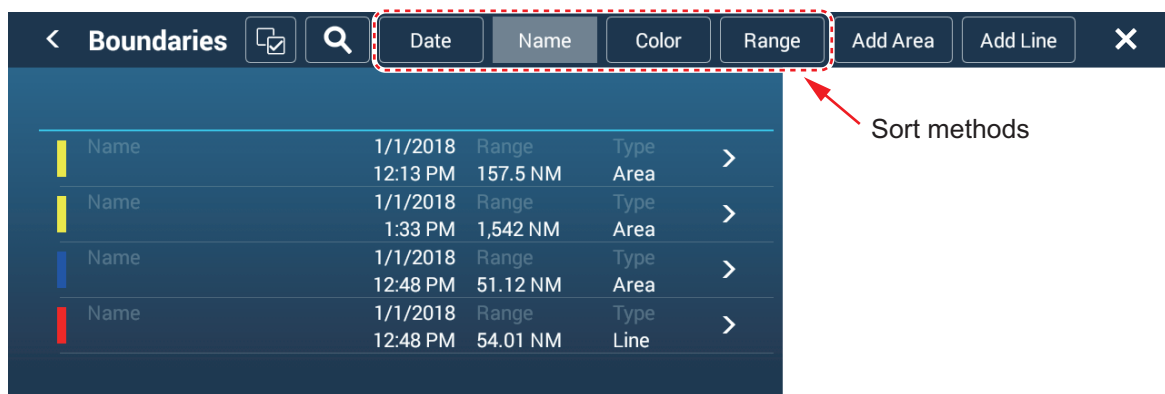 Boundaries Date Name Color Range Add Area Add Line
Sort methods
Name 1/1/2018 Range Type
12:13 PM 157.5 NM Area
Name 1/1/2018 Range Type
1:33 PM 1,542 NM Area
Name 1/1/2018 Range Type
12:48 PM 51.12 NM Area
Name 1/1/2018 Range Type
12:48 PM 54.01 NM Line